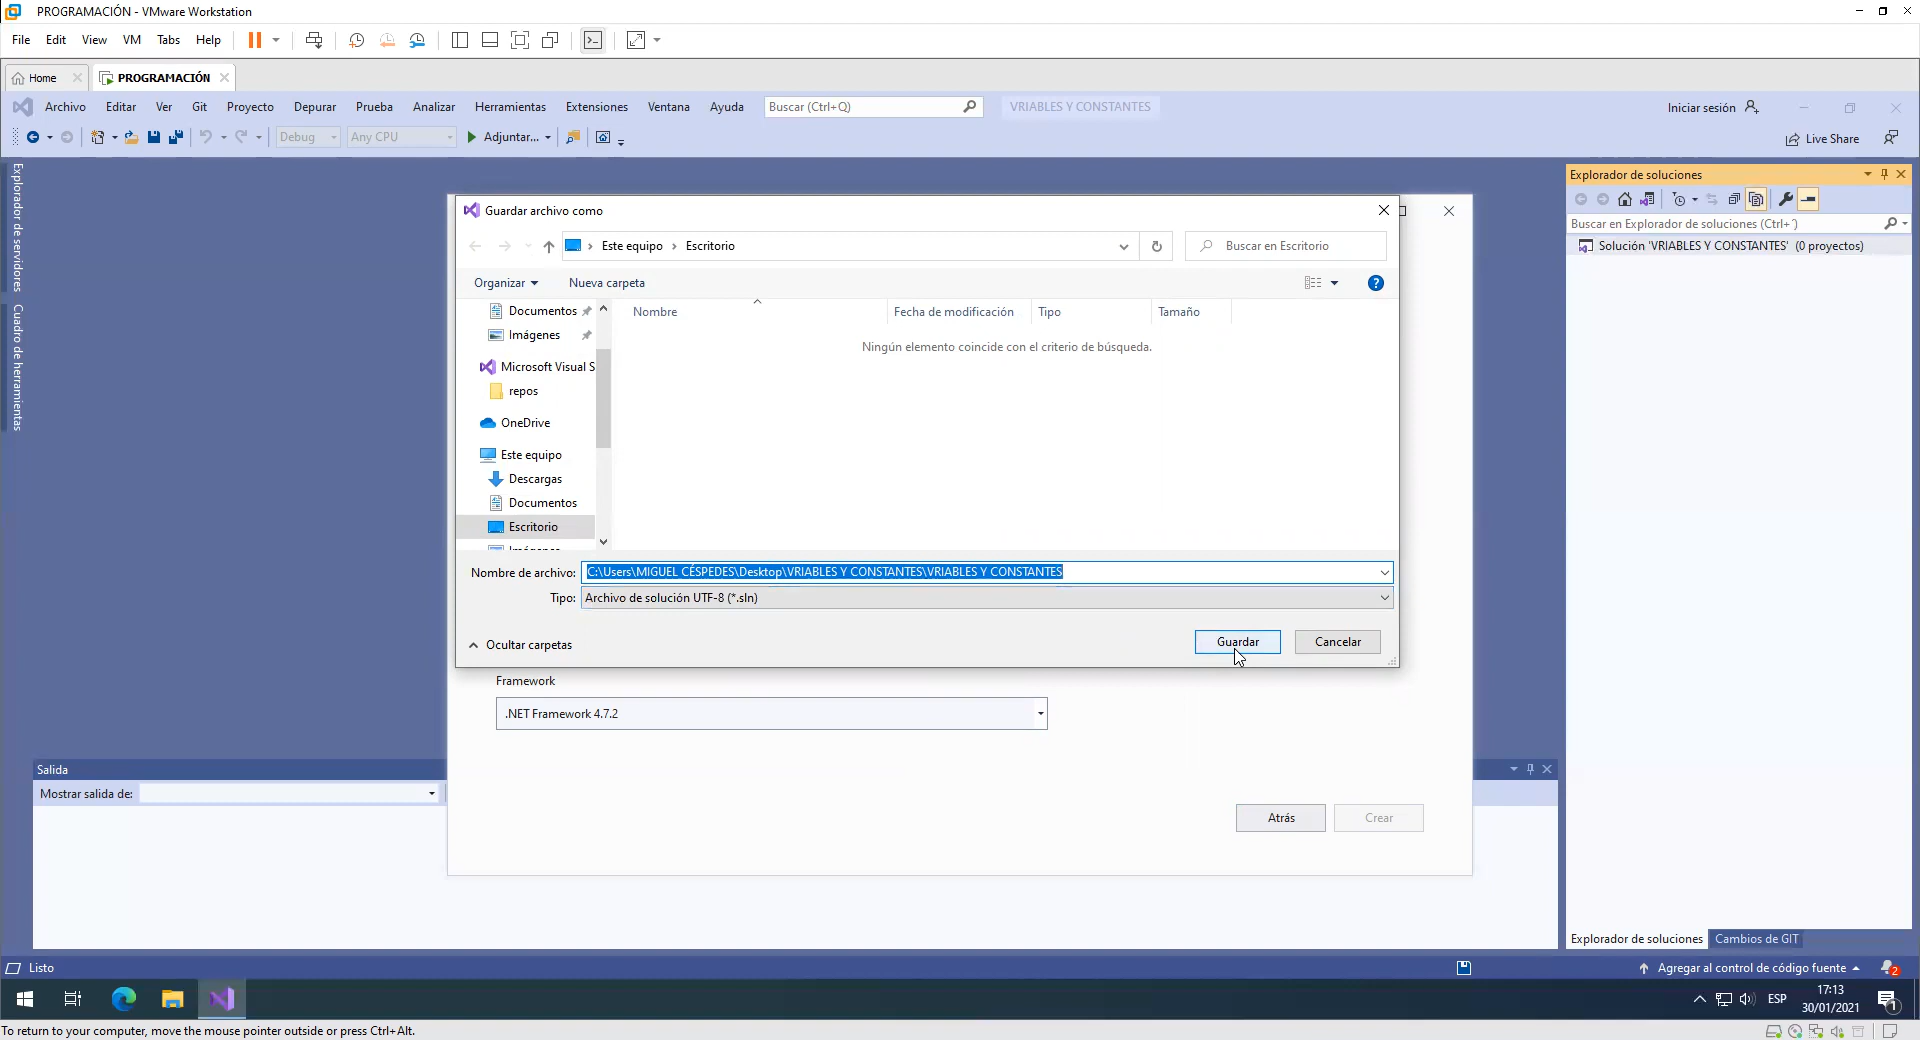 PROGRAMACIÓN - VMware Workstation
File Edit View VM Tabs Help
Home PROGRAMACIÓN
Archivo Editar Ver Git Proyecto Depurar Prueba Analizar Herramientas Extensiones Ventana Ayuda Buscar (Ctrl+Q) VRIABLES Y CONSTANTES Iniciar sesión
Debug Any CPU Adjuntar... Live Share
Explorador de servidores
Cuadro de herramientas
Explorador de soluciones
Buscar en Explorador de soluciones (Ctrl+´)
Solución 'VRIABLES Y CONSTANTES' (0 proyectos)
Guardar archivo como
Este equipo Escritorio Buscar en Escritorio
Organizar Nueva carpeta
Nombre Fecha de modificación Tipo Tamaño
Ningún elemento coincide con el criterio de búsqueda.
Documentos
Imágenes
Microsoft Visual S
repos
OneDrive
Este equipo
Descargas
Documentos
Escritorio
Nombre de archivo: C:\Users\MIGUEL CÉSPEDES\Desktop\VRIABLES Y CONSTANTES\VRIABLES Y CONSTANTES
Tipo: Archivo de solución UTF-8 (*.sln)
Ocultar carpetas Guardar Cancelar
Framework
.NET Framework 4.7.2
Atrás Crear
Salida
Mostrar salida de:
Explorador de soluciones Cambios de GIT
Listo Agregar al control de código fuente 2
ESP 17:13
30/01/2021 1
To return to your computer, move the mouse pointer outside or press Ctrl+Alt.